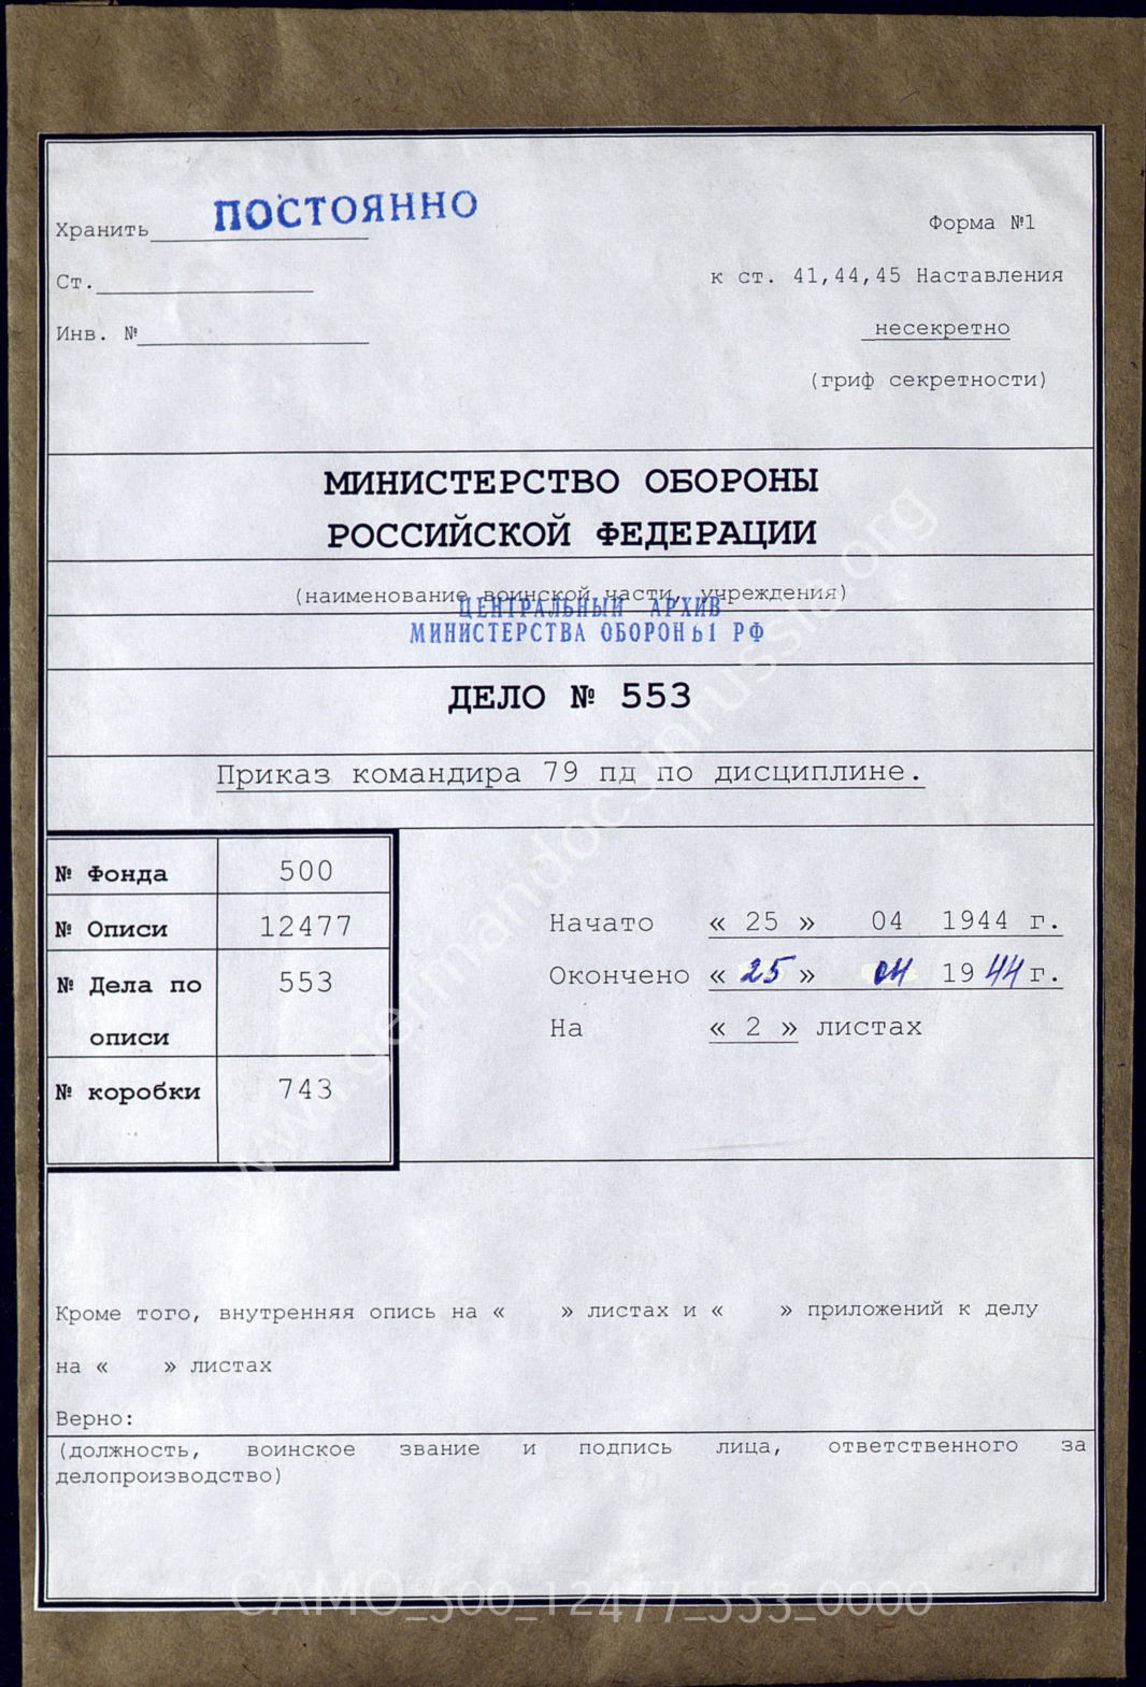 Хранить ПОСТОЯННО
Форма №1
Ст.
к ст. 41,44,45 Наставления
Инв. №
несекретно
(гриф секретности)
МИНИСТЕРСТВО ОБОРОНЫ
РОССИЙСКОЙ ФЕДЕРАЦИИ
(наименование воинской части, учреждения)
ЦЕНТРАЛЬНЫЙ АРХИВ
МИНИСТЕРСТВА ОБОРОНЫ РФ
ДЕЛО № 553
Приказ командира 79 пд по дисциплине.
№ Фонда 500
№ Описи 12477
№ Дела по описи 553
№ коробки 743
Начато « 25 » 04 1944 г.
Окончено « 25 » 04 1944 г.
На « 2 » листах
Кроме того, внутренняя опись на « » листах и « » приложений к делу
на « » листах
Верно:
(должность, воинское звание и подпись лица, ответственного за
делопроизводство)
www.germandocsinrussia.org
CAMO_500_12477_553_0000